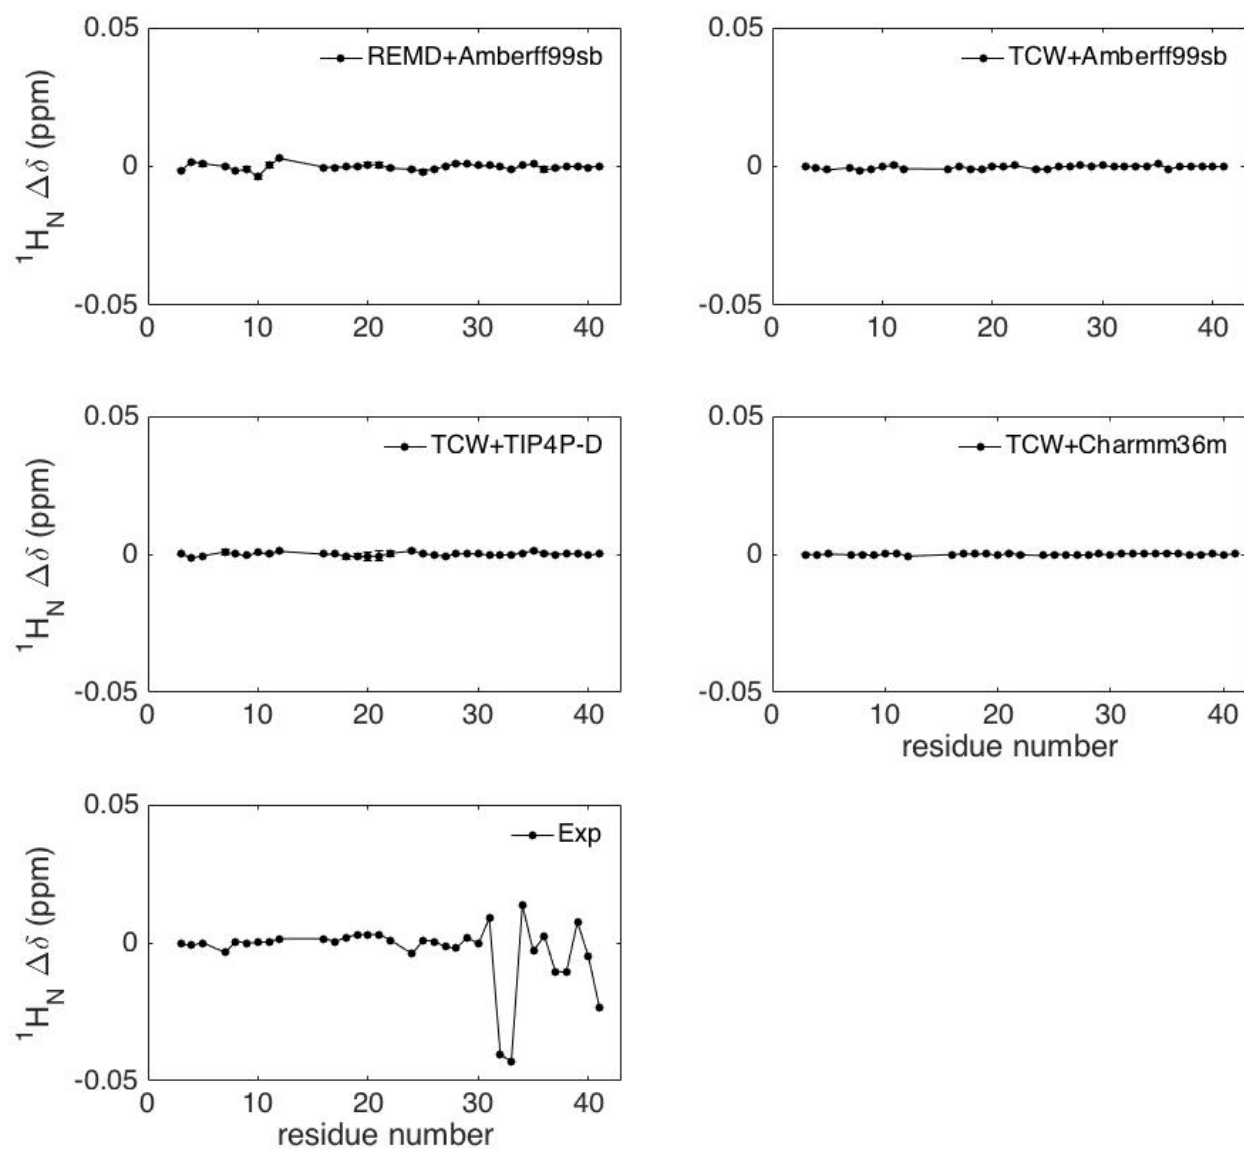 0.05
REMD+Amberff99sb
0
-0.05
0 10 20 30 40
¹H_N Δδ (ppm)
0.05
TCW+Amberff99sb
0
-0.05
0 10 20 30 40
0.05
TCW+TIP4P-D
0
-0.05
0 10 20 30 40
¹H_N Δδ (ppm)
0.05
TCW+Charmm36m
0
-0.05
0 10 20 30 40
residue number
0.05
Exp
0
-0.05
0 10 20 30 40
¹H_N Δδ (ppm)
residue number